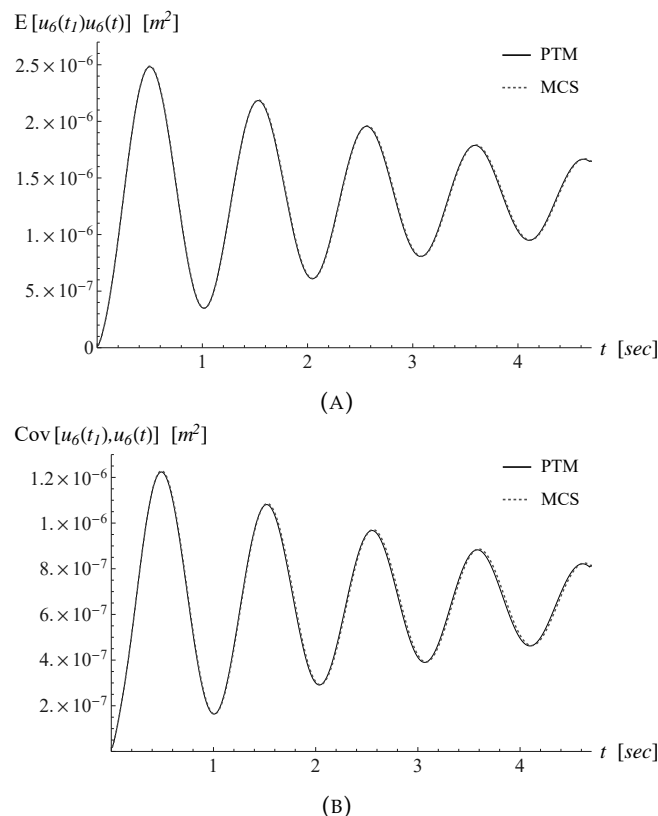 E [u₆(t₁)u₆(t)] [m²]
PTM
MCS
2.5×10⁻⁶
2.×10⁻⁶
1.5×10⁻⁶
1.×10⁻⁶
5.×10⁻⁷
0
1 2 3 4
t [sec]
(A)
Cov [u₆(t₁),u₆(t)] [m²]
PTM
MCS
1.2×10⁻⁶
1.×10⁻⁶
8.×10⁻⁷
6.×10⁻⁷
4.×10⁻⁷
2.×10⁻⁷
1 2 3 4
t [sec]
(B)